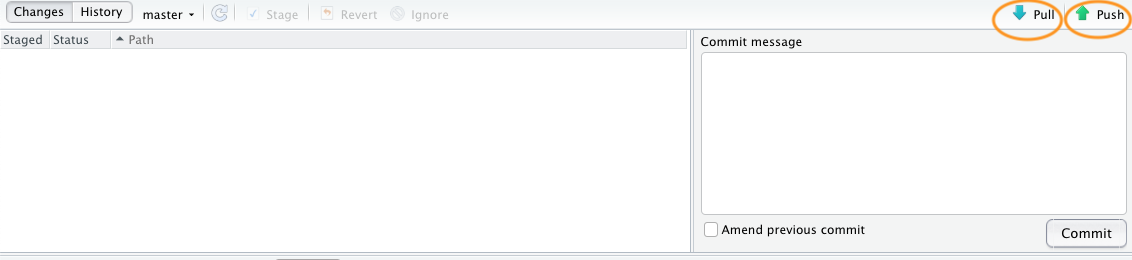 Changes History master Stage Revert Ignore Pull Push
Staged Status Path
Commit message
Amend previous commit
Commit